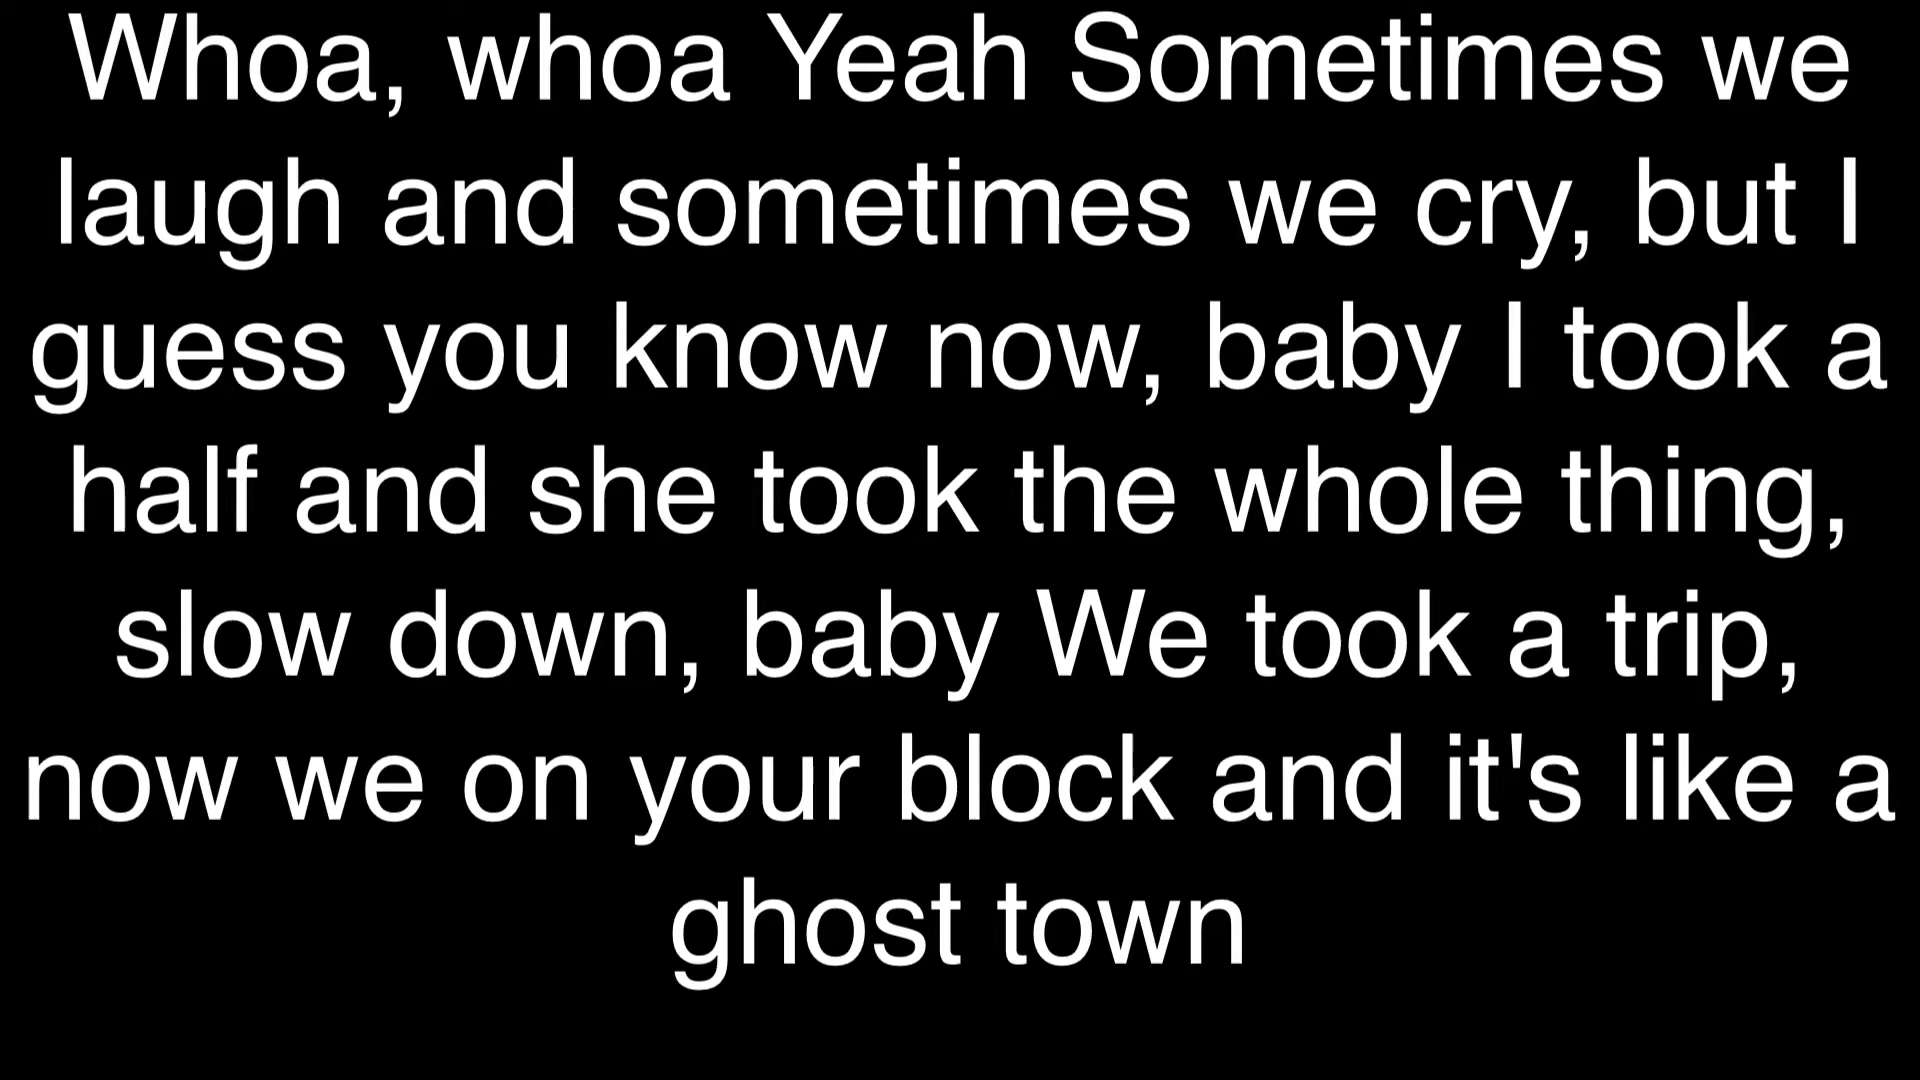 Whoa, whoa Yeah Sometimes we
laugh and sometimes we cry, but I
guess you know now, baby I took a
half and she took the whole thing,
slow down, baby We took a trip,
now we on your block and it's like a
ghost town